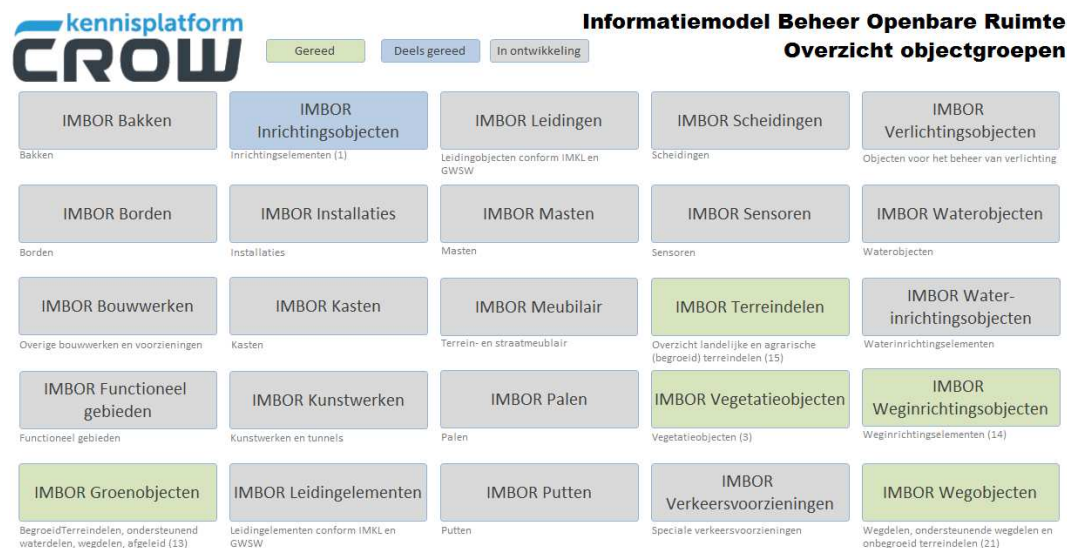 kennisplatform
CROW
Gereed
Deels gereed
In ontwikkeling
Informatiemodel Beheer Openbare Ruimte
Overzicht objectgroepen
IMBOR Bakken
Bakken
IMBOR
Inrichtingsobjecten
Inrichtingselementen (1)
IMBOR Leidingen
Leidingobjecten conform IMKL en
GWSW
IMBOR Scheidingen
Scheidingen
IMBOR
Verlichtingsobjecten
Objecten voor het beheer van verlichting
IMBOR Borden
Borden
IMBOR Installaties
Installaties
IMBOR Masten
Masten
IMBOR Sensoren
Sensoren
IMBOR Waterobjecten
Waterobjecten
IMBOR Bouwwerken
Overige bouwwerken en voorzieningen
IMBOR Kasten
Kasten
IMBOR Meubilair
Terrein- en straatmeublair
IMBOR Terreindelen
Overzicht landelijke en agrarische
(begroeid) terreindelen (15)
IMBOR Water-
inrichtingsobjecten
Waterinrichtingselementen
IMBOR Functioneel
gebieden
Functioneel gebieden
IMBOR Kunstwerken
Kunstwerken en tunnels
IMBOR Palen
Palen
IMBOR Vegetatieobjecten
Vegetatieobjecten (3)
IMBOR
Weginrichtingsobjecten
Weginrichtingselementen (14)
IMBOR Groenobjecten
BegroeidTerreindelen, ondersteunend
waterdelen, wegdelen, afgeleid (13)
IMBOR Leidingelementen
Leidingelementen conform IMKL en
GWSW
IMBOR Putten
Putten
IMBOR
Verkeersvoorzieningen
Speciale verkeersvoorzieningen
IMBOR Wegobjecten
Wegdelen, ondersteunende wegdelen en
onbegroeid terreindelen (21)